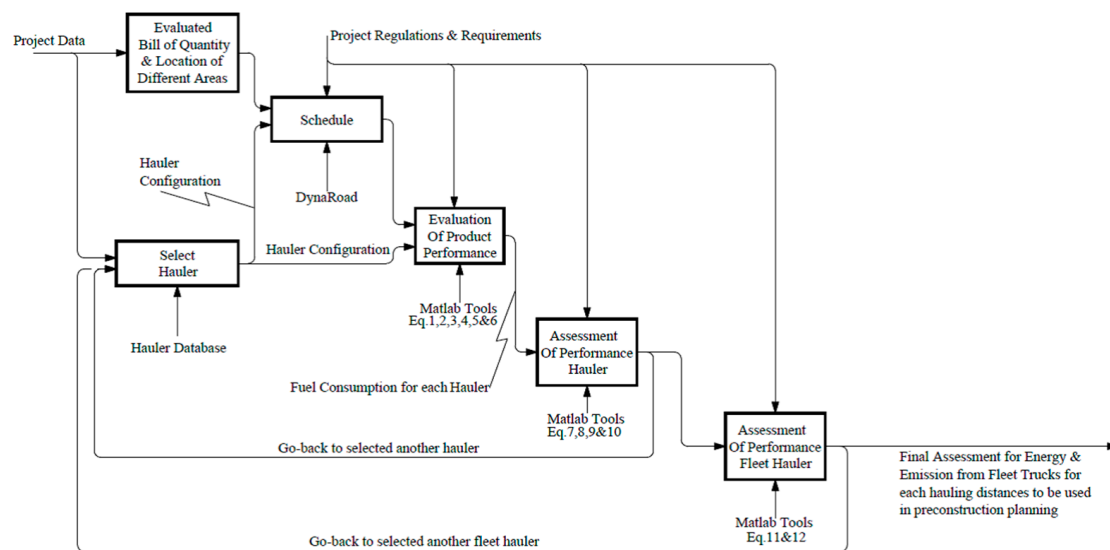 Project Data
Evaluated
Bill of Quantity
& Location of
Different Areas
Project Regulations & Requirements
Schedule
Hauler
Configuration
DynaRoad
Evaluation
Of Product
Performance
Select
Hauler
Hauler Configuration
Matlab Tools
Eq.1,2,3,4,5&6
Hauler Database
Assessment
Of Performance
Hauler
Fuel Consumption for each Hauler
Matlab Tools
Eq.7,8,9&10
Go-back to selected another hauler
Assessment
Of Performance
Fleet Hauler
Final Assessment for Energy &
Emission from Fleet Trucks for
each hauling distances to be used
in preconstruction planning
Matlab Tools
Eq.11&12
Go-back to selected another fleet hauler